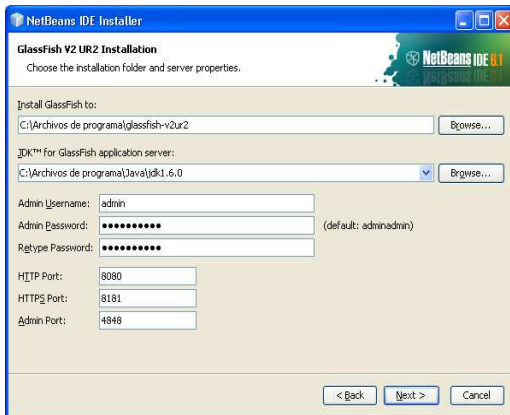 NetBeans IDE Installer
GlassFish V2 UR2 Installation
Choose the installation folder and server properties.
NetBeans IDE 6.1
Install GlassFish to:
C:\Archivos de programa\glassfish-v2ur2 Browse...
JDK™ for GlassFish application server:
C:\Archivos de programa\Java\jdk1.6.0 Browse...
Admin Username: admin
Admin Password: ●●●●●●●●●● (default: adminadmin)
Retype Password: ●●●●●●●●●●
HTTP Port: 8080
HTTPS Port: 8181
Admin Port: 4848
< Back Next > Cancel